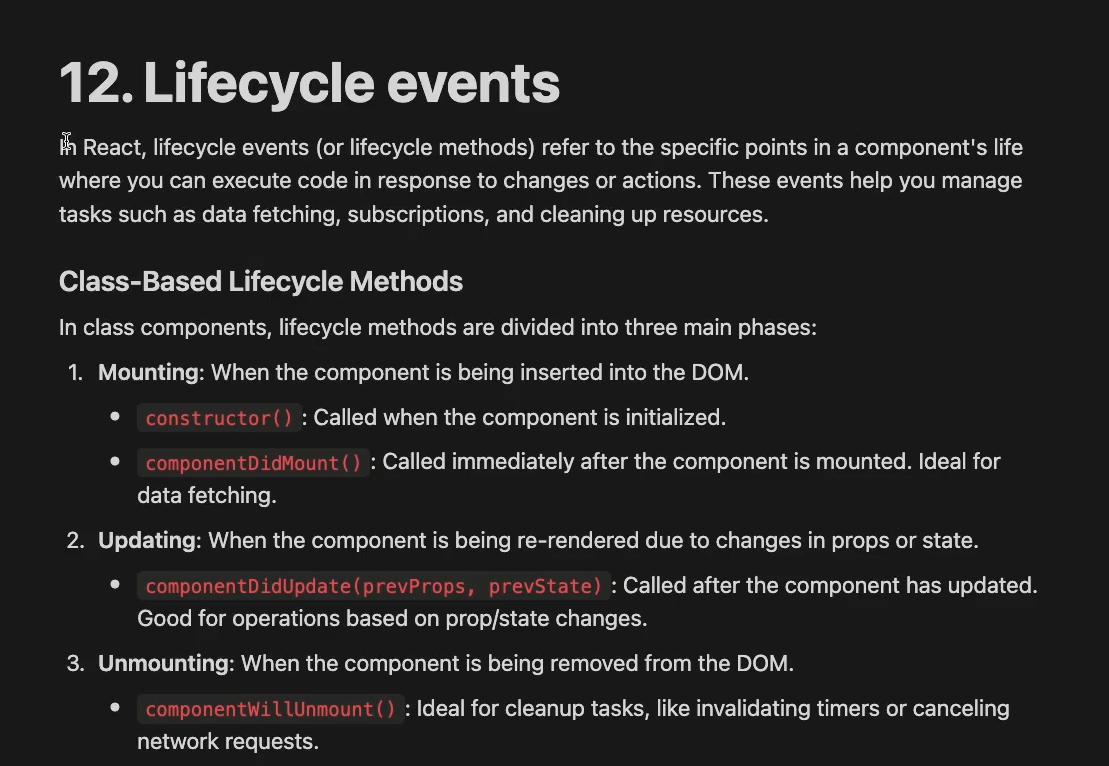 12. Lifecycle events
In React, lifecycle events (or lifecycle methods) refer to the specific points in a component's life
where you can execute code in response to changes or actions. These events help you manage
tasks such as data fetching, subscriptions, and cleaning up resources.
Class-Based Lifecycle Methods
In class components, lifecycle methods are divided into three main phases:
1. Mounting: When the component is being inserted into the DOM.
• constructor() : Called when the component is initialized.
• componentDidMount() : Called immediately after the component is mounted. Ideal for
data fetching.
2. Updating: When the component is being re-rendered due to changes in props or state.
• componentDidUpdate(prevProps, prevState) : Called after the component has updated.
Good for operations based on prop/state changes.
3. Unmounting: When the component is being removed from the DOM.
• componentWillUnmount() : Ideal for cleanup tasks, like invalidating timers or canceling
network requests.